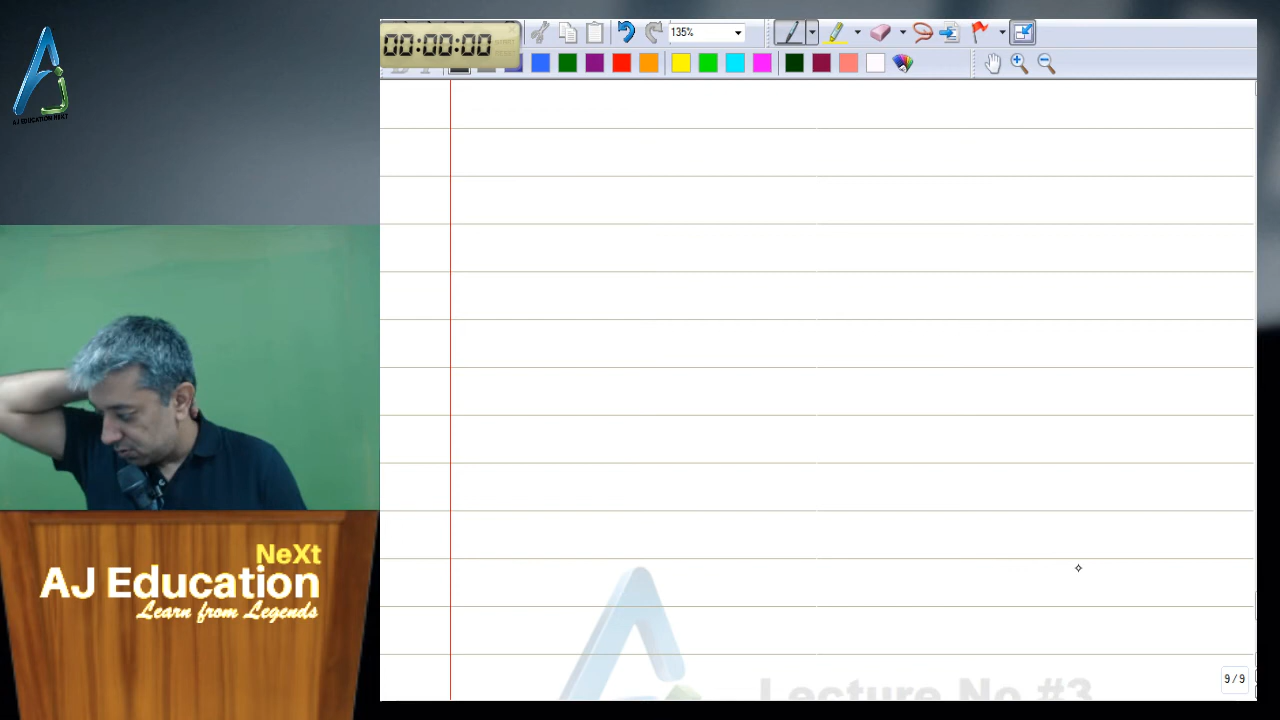 AJ EDUCATION NEXT
00:00:00
135%
NeXt
AJ Education
Learn from Legends
Lecture No #3
9/9